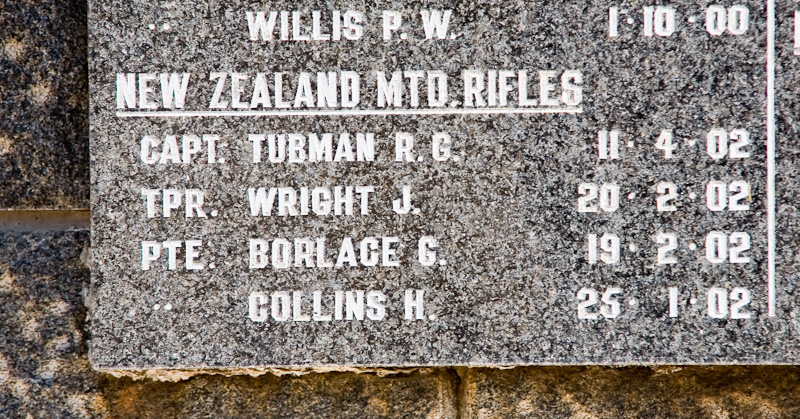 ·· WILLIS P. W. 1·10·00
NEW ZEALAND MTD. RIFLES
CAPT. TUBMAN R. G. 11·4·02
TPR. WRIGHT J. 20·2·02
PTE. BORLACE G. 19·2·02
·· COLLINS H. 25·1·02